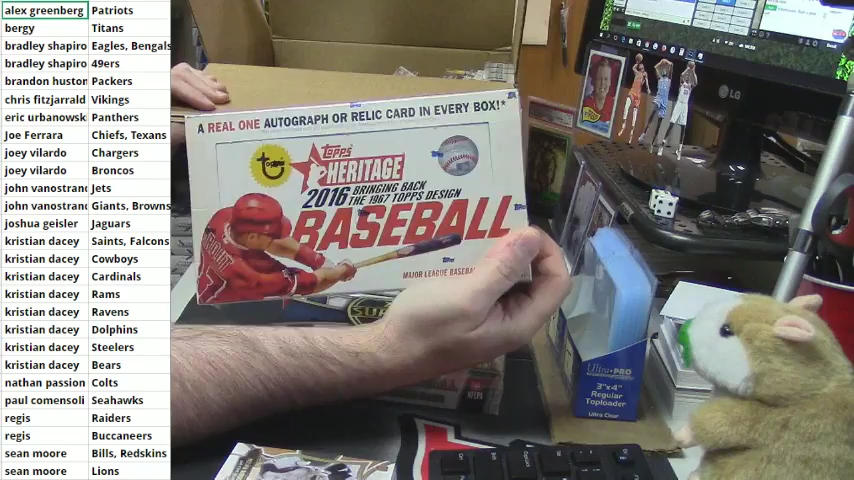 alex greenberg Patriots
bergy Titans
bradley shapiro Eagles, Bengals
bradley shapiro 49ers
brandon huston Packers
chris fitzjarrald Vikings
eric urbanowsk Panthers
Joe Ferrara Chiefs, Texans
joey vilardo Chargers
joey vilardo Broncos
john vanostrand Jets
john vanostrand Giants, Browns
joshua geisler Jaguars
kristian dacey Saints, Falcons
kristian dacey Cowboys
kristian dacey Cardinals
kristian dacey Rams
kristian dacey Ravens
kristian dacey Dolphins
kristian dacey Steelers
kristian dacey Bears
nathan passion Colts
paul comensoli Seahawks
regis Raiders
regis Buccaneers
sean moore Bills, Redskins
sean moore Lions
A REAL ONE AUTOGRAPH OR RELIC CARD IN EVERY BOX!*
Topps
HERITAGE
2016 BRINGING BACK
THE 1967 TOPPS DESIGN
BASEBALL
MAJOR LEAGUE BASEBA
LG
Ultra·PRO
3"x4"
Regular
Toploader
Ultra Clear
NFLPA